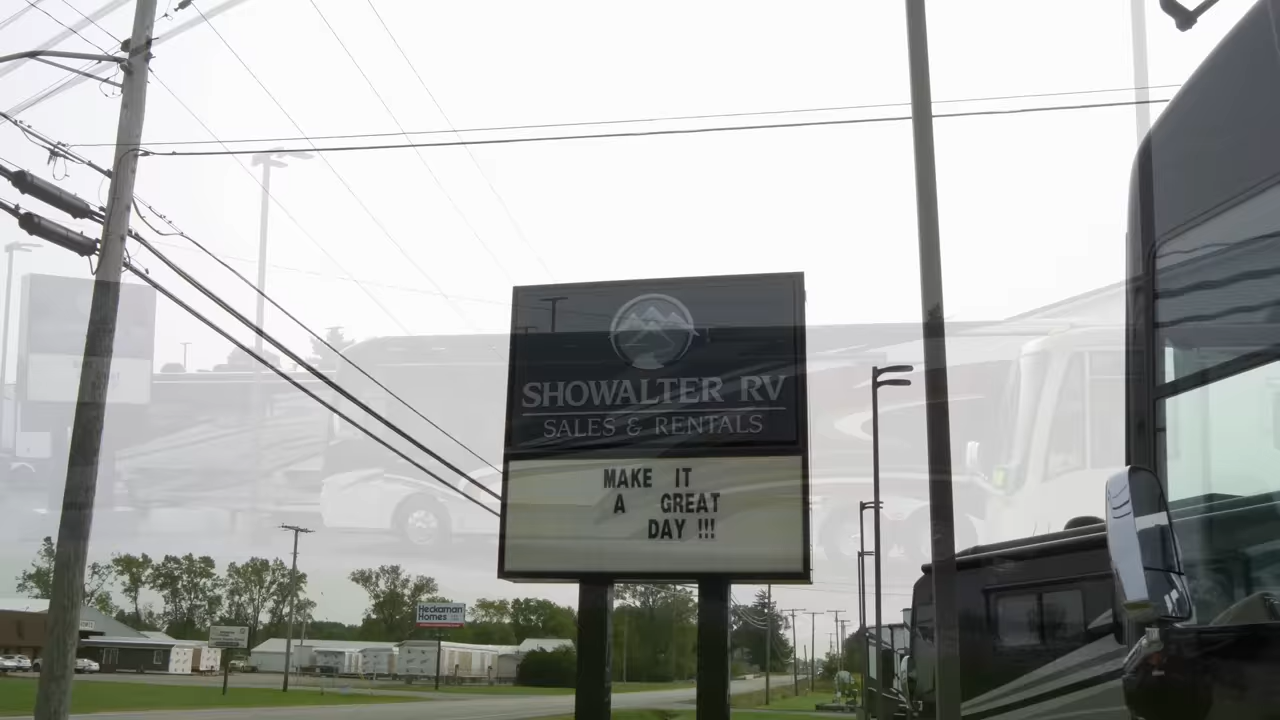 SHOWALTER RV
SALES & RENTALS
MAKE IT
A GREAT
DAY !!!
Heckaman
Homes